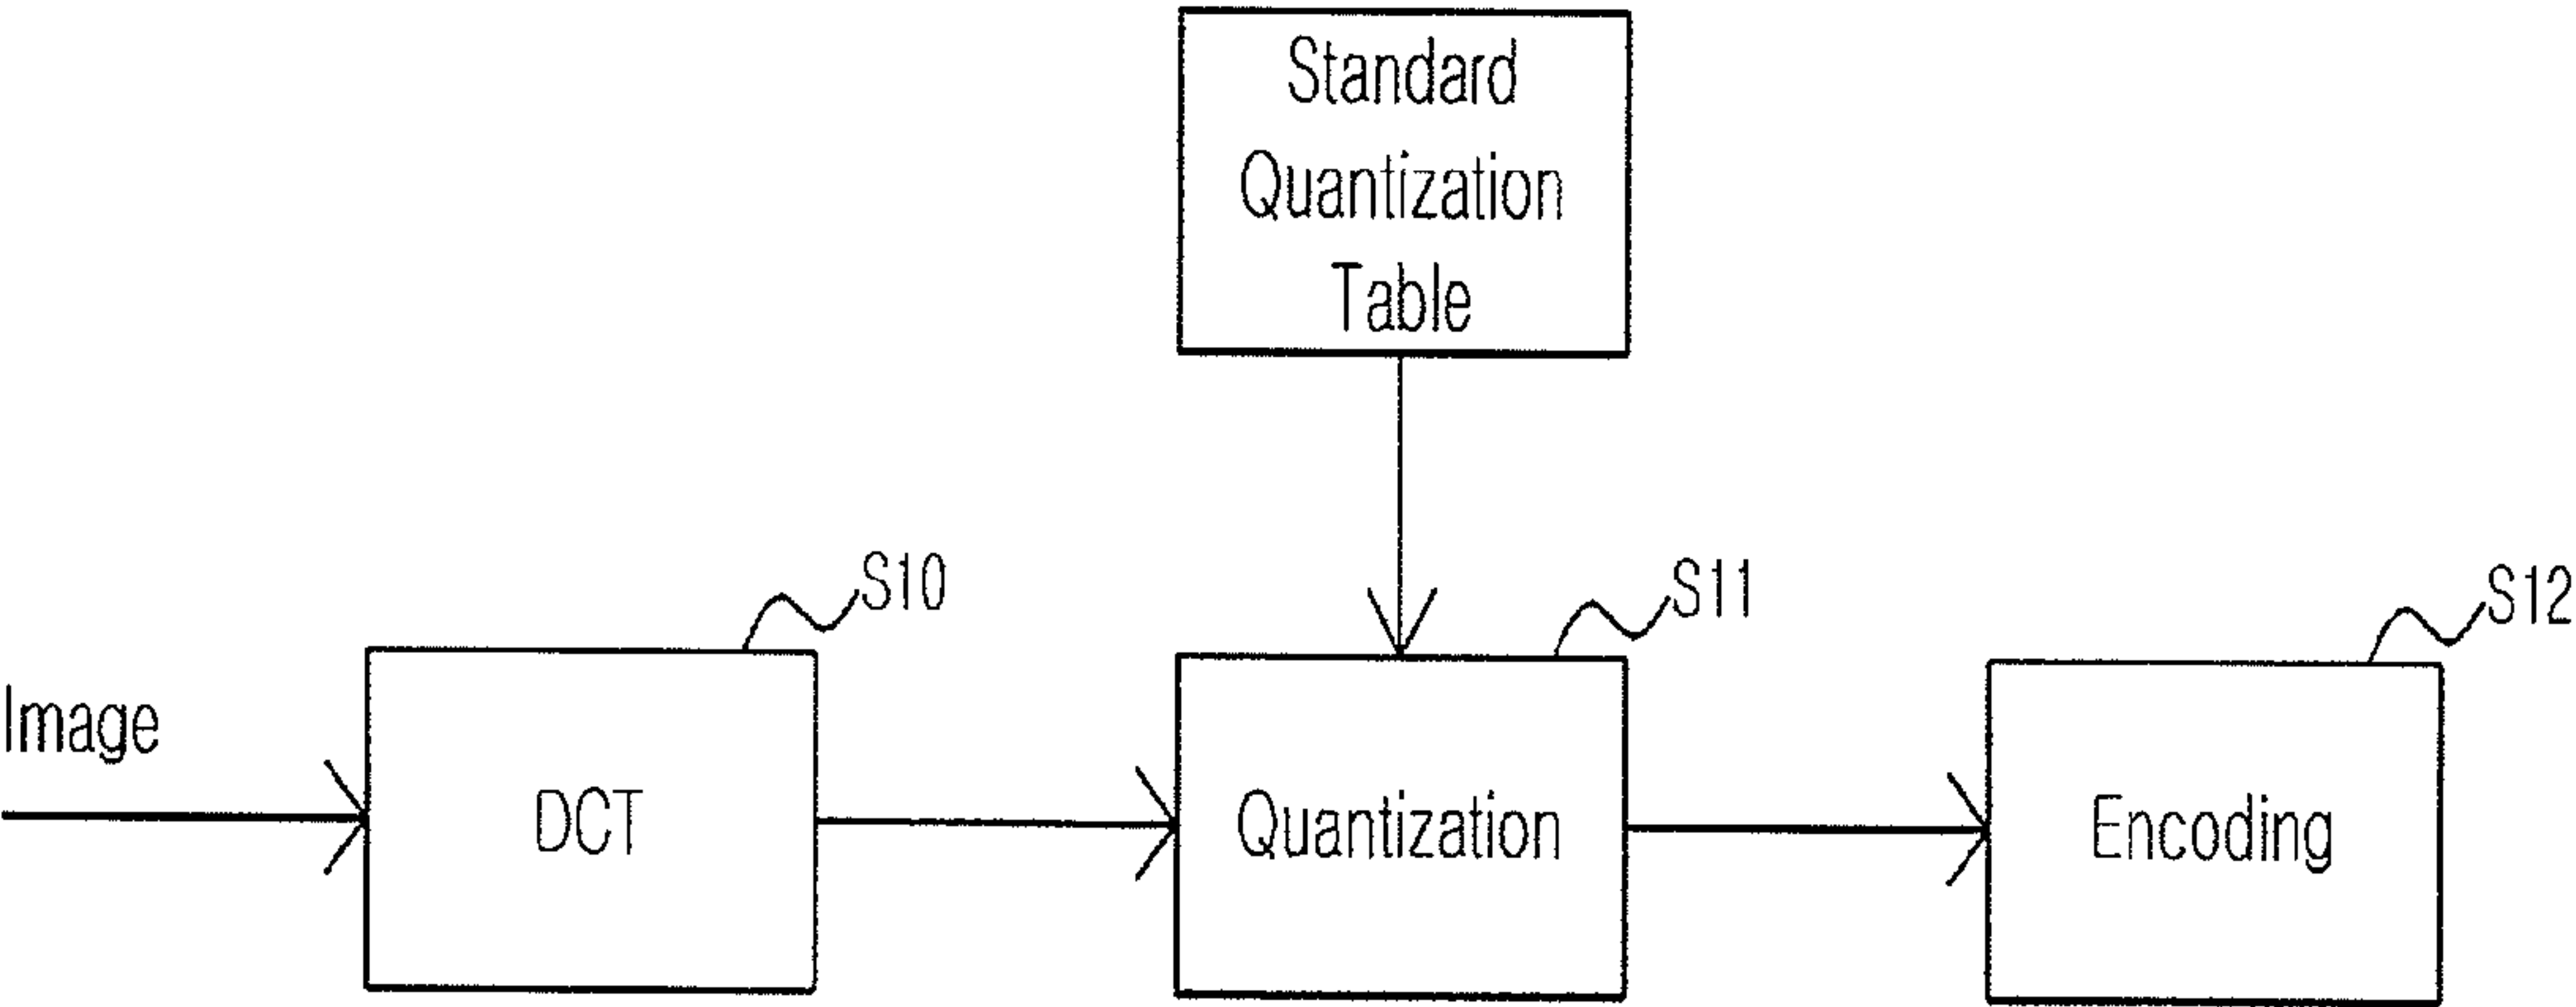 Standard
Quantization
Table
S10
S11
S12
Image
DCT
Quantization
Encoding